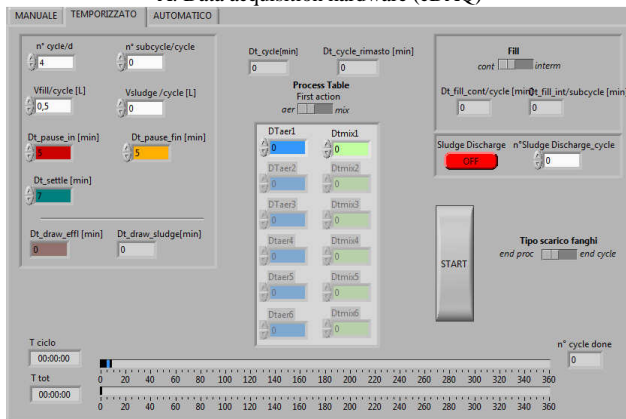 A. Data acquisition hardware (cDAQ)
MANUALE TEMPORIZZATO AUTOMATICO
n° cycle/d n° subcycle/cycle
4 0
Vfill/cycle [L] Vsludge /cycle [L]
0,5 0
Dt_pause_in [min] Dt_pause_fin [min]
5
Dt_settle [min]
7
Dt_draw_effl [min] Dt_draw_sludge[min]
0 0
Dt_cycle[min] Dt_cycle_rimasto [min]
0 0
Process Table
First action
aer mix
DTaer1 Dtmix1
0 0
DTaer2 Dtmix2
0 0
DTaer3 Dtmix3
0 0
Dtaer4 Dtmix4
0 0
Dtaer5 Dtmix5
0 0
Dtaer6 Dtmix6
0 0
Fill
cont interm
Dt_fill_cont/cycle [min] Dt_fill_int/subcycle [min]
0 0
Sludge Discharge n°Sludge Discharge_cycle
OFF 0
START
Tipo scarico fanghi
end proc end cycle
n° cycle done
0
T ciclo
00:00:00
0 20 40 60 80 100 120 140 160 180 200 220 240 260 280 300 320 340 360
T tot
00:00:00
0 20 40 60 80 100 120 140 160 180 200 220 240 260 280 300 320 340 360